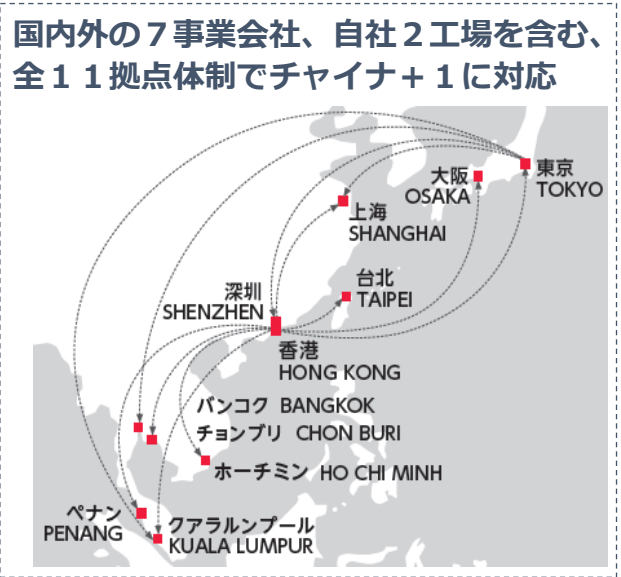 国内外の７事業会社、自社２工場を含む、
全１１拠点体制でチャイナ＋１に対応
東京
TOKYO
大阪
OSAKA
上海
SHANGHAI
台北
TAIPEI
深圳
SHENZHEN
香港
HONG KONG
バンコク BANGKOK
チョンブリ CHON BURI
ホーチミン HO CHI MINH
ペナン
PENANG
クアラルンプール
KUALA LUMPUR